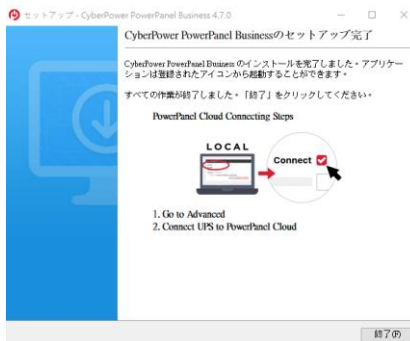 セットアップ - CyberPower PowerPanel Business 4.7.0
CyberPower PowerPanel Businessのセットアップ完了
CyberPower PowerPanel Business のインストールを完了しました。アプリケー
ションは登録されたアイコンから起動することができます。
すべての作業が終了しました。「終了」をクリックしてください。
PowerPanel Cloud Connecting Steps
LOCAL
Connect
1. Go to Advanced
2. Connect UPS to PowerPanel Cloud
終了(F)